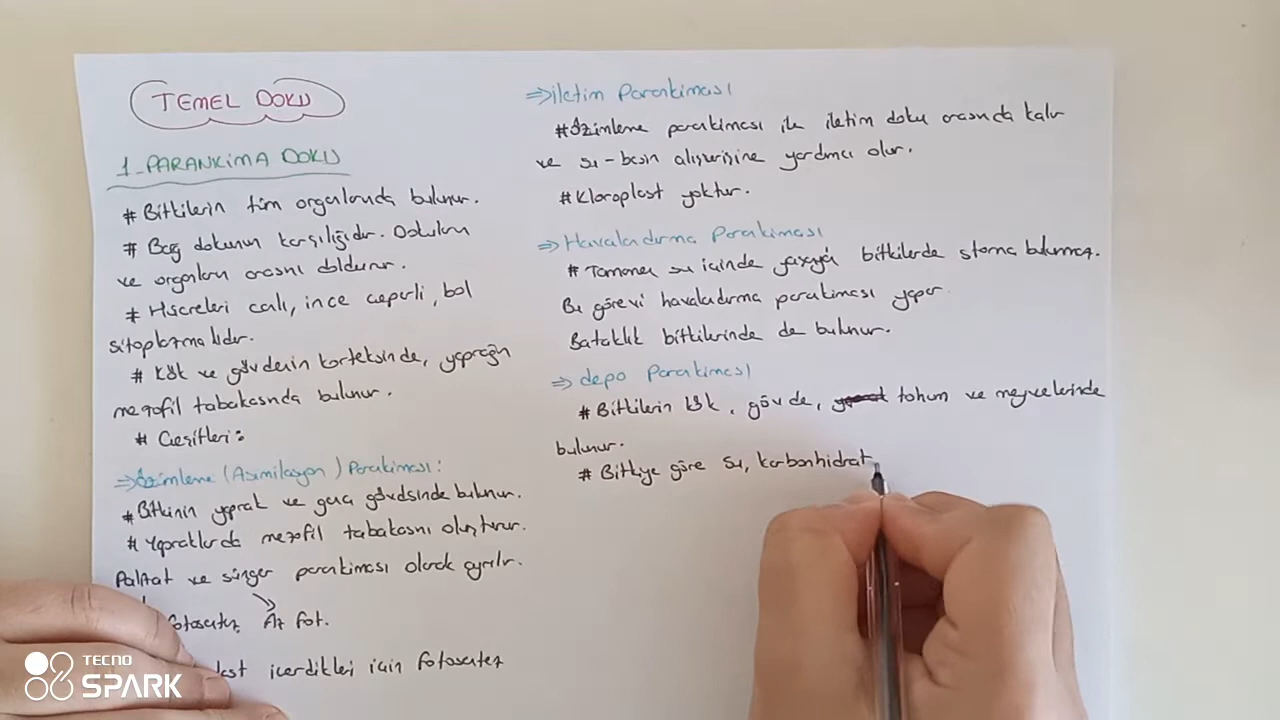 TEMEL DOKU
1. PARANKİMA DOKU
# Bitkilerin tüm organlarında bulunur.
# Bağ dokunun karşılığıdır. Dokuların
ve organların arasını doldurur.
# Hücreleri canlı, ince çeperli, bol
sitoplazmalıdır.
# Kök ve gövdenin korteksinde, yaprağın
mezofil tabakasında bulunur.
# Çeşitleri:
⇒ Özümleme (Asimilasyon) Parankiması:
# Bitkinin yaprak ve genç gövdesinde bulunur.
# Yapraklarda mezofil tabakasını oluşturur.
Palizat ve sünger parankiması olarak ayrılır.
fotosentez Az fot.
içerdikleri için fotosentez
⇒ iletim Parankiması
# Özümleme parankiması ile iletim doku arasında kalır
ve su-besin alışverişine yardımcı olur.
# Kloroplast yoktur.
⇒ Havalandırma Parankiması
# Tamamen su içinde yaşayan bitkilerde stoma bulunmaz.
Bu görevi havalandırma parankiması yapar.
Bataklık bitkilerinde de bulunur.
⇒ depo Parankiması
# Bitkilerin kök, gövde, tohum ve meyvelerinde
bulunur.
# Bitkiye göre su, karbonhidrat,
TECNO
SPARK